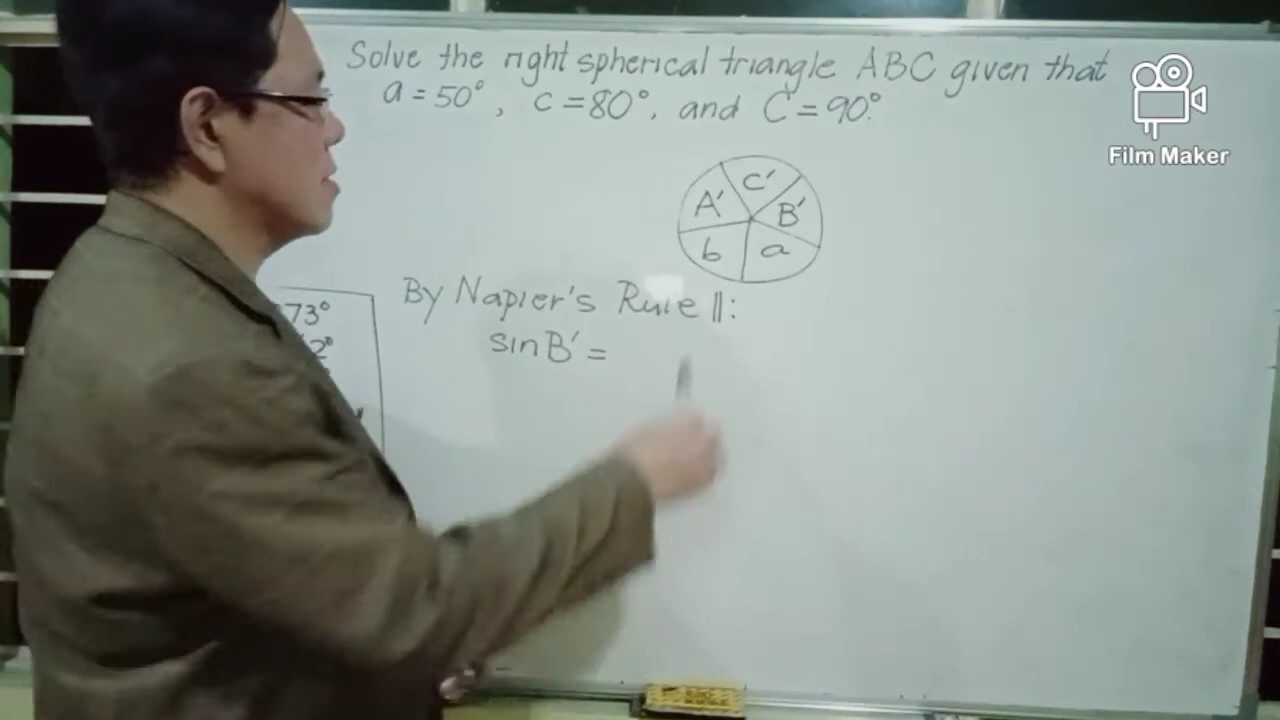 Solve the right spherical triangle ABC given that
a = 50°, c = 80°, and C = 90°.
Film Maker
c'
A'
B'
b
a
73°
2°
By Napier's Rule II:
sin B' =